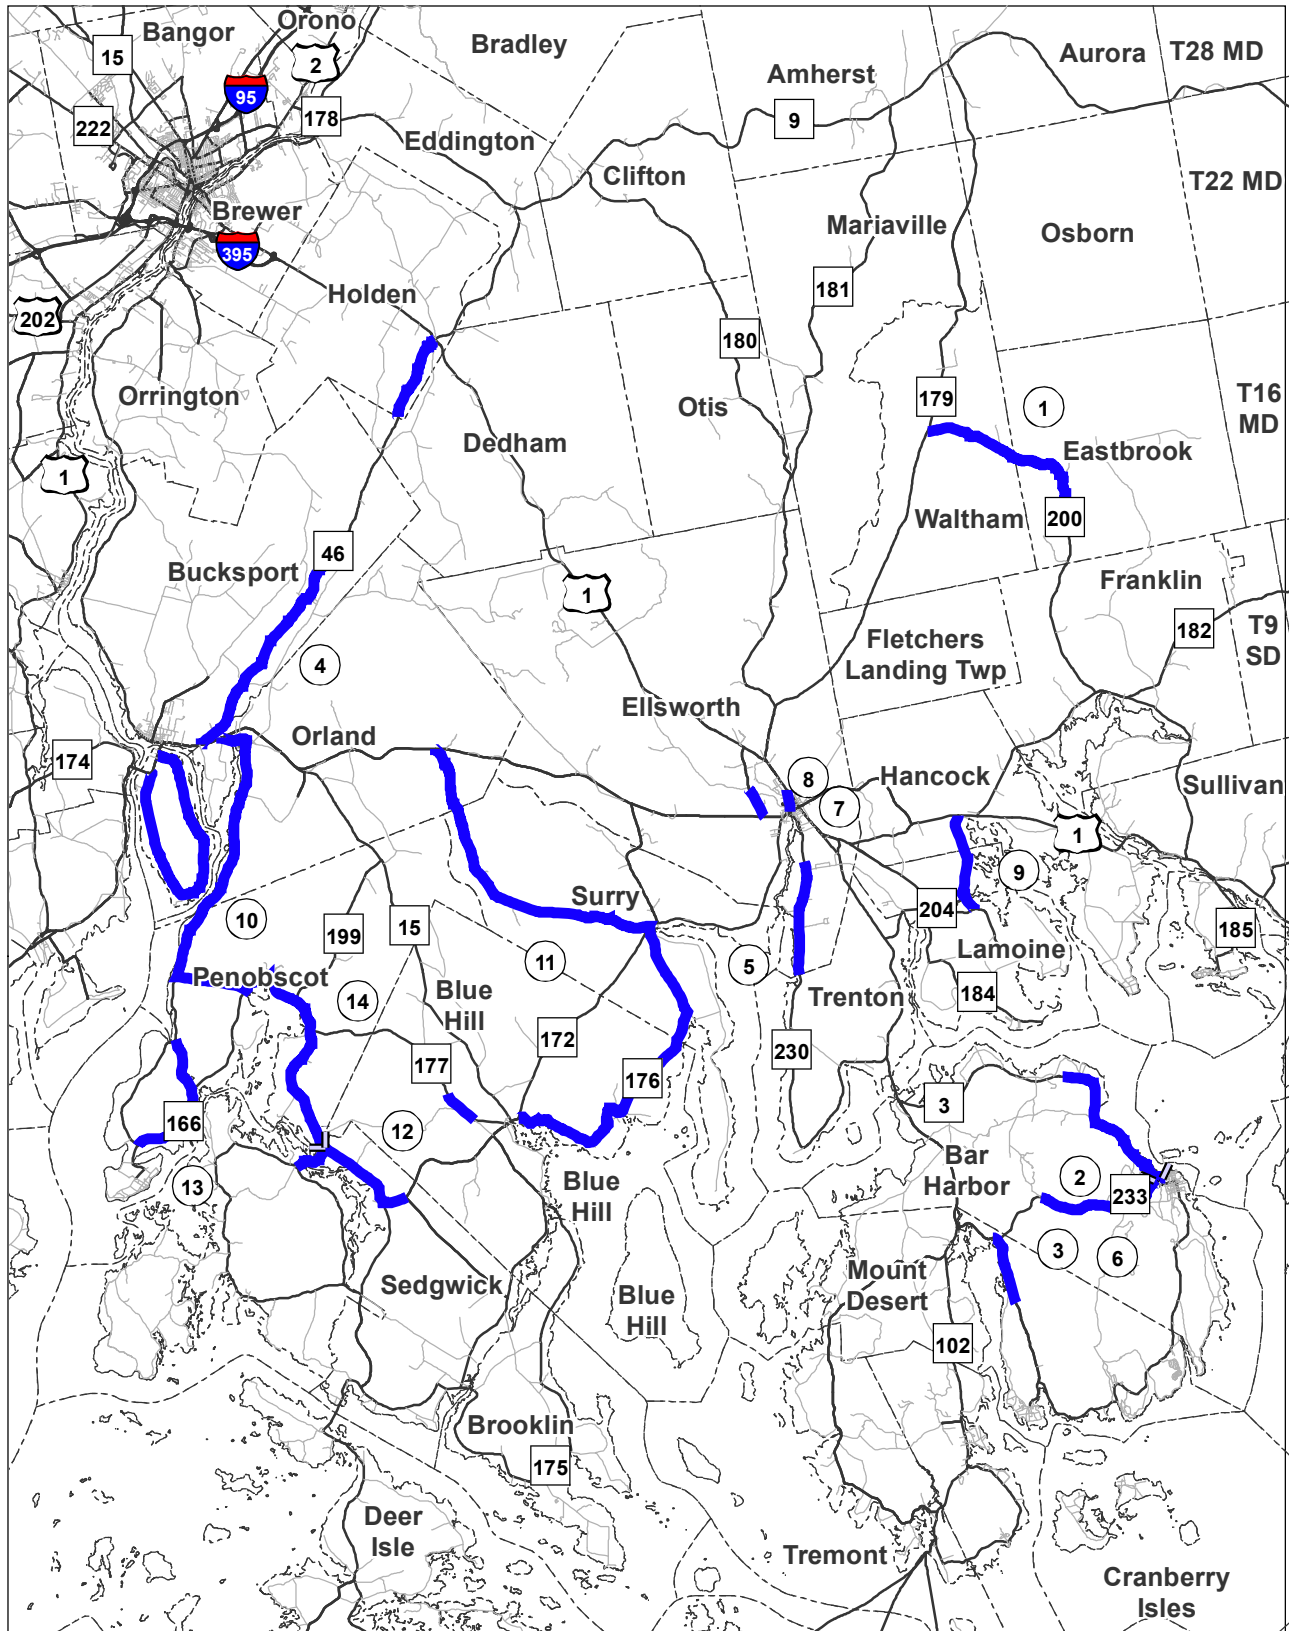 Bangor
Orono
Bradley
15
2
95
Amherst
Aurora
T28 MD
222
178
9
Eddington
Clifton
T22 MD
Brewer
Mariaville
Osborn
395
Holden
181
202
180
Orrington
Otis
179
1
T16
MD
Dedham
Eastbrook
1
Waltham
200
46
Bucksport
1
Franklin
182
Fletchers
Landing Twp
T9
SD
4
Ellsworth
Orland
174
8
Hancock
Sullivan
7
1
9
Surry
204
10
199
15
185
11
5
Lamoine
Penobscot
14
Blue
Hill
Trenton
184
172
230
177
176
3
166
12
Bar
Harbor
2
13
Blue
Hill
233
3
6
Sedgwick
Mount
Desert
Blue
Hill
102
Brooklin
175
Deer
Isle
Tremont
Cranberry
Isles